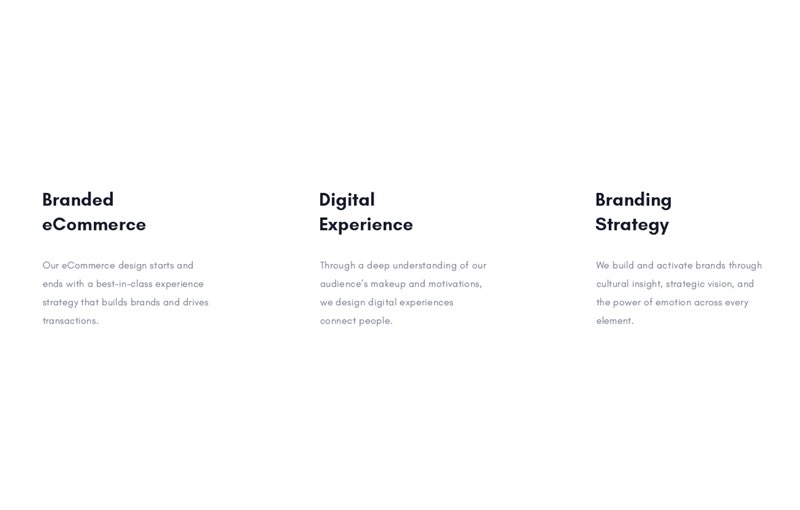 Branded
eCommerce
Our eCommerce design starts and
ends with a best-in-class experience
strategy that builds brands and drives
transactions.
Digital
Experience
Through a deep understanding of our
audience's makeup and motivations,
we design digital experiences
connect people.
Branding
Strategy
We build and activate brands through
cultural insight, strategic vision, and
the power of emotion across every
element.